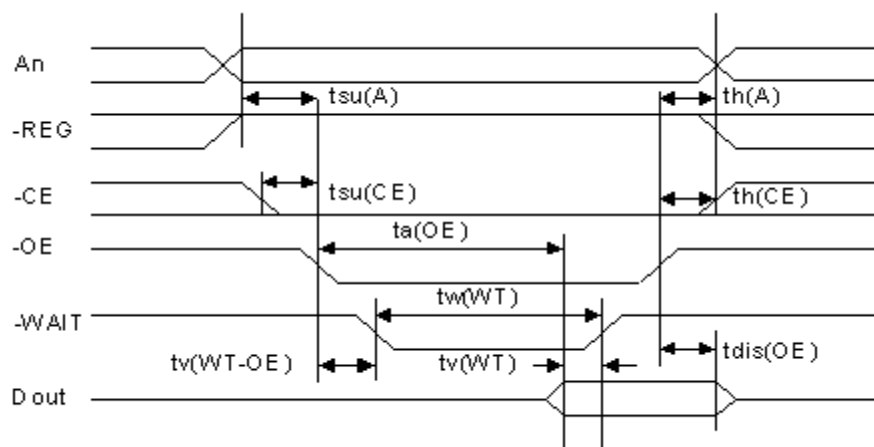 An
tsu(A)
th(A)
-REG
-CE
tsu(CE)
th(CE)
ta(OE)
-OE
tw(WT)
-WAIT
tv(WT-OE)
tv(WT)
tdis(OE)
Dout